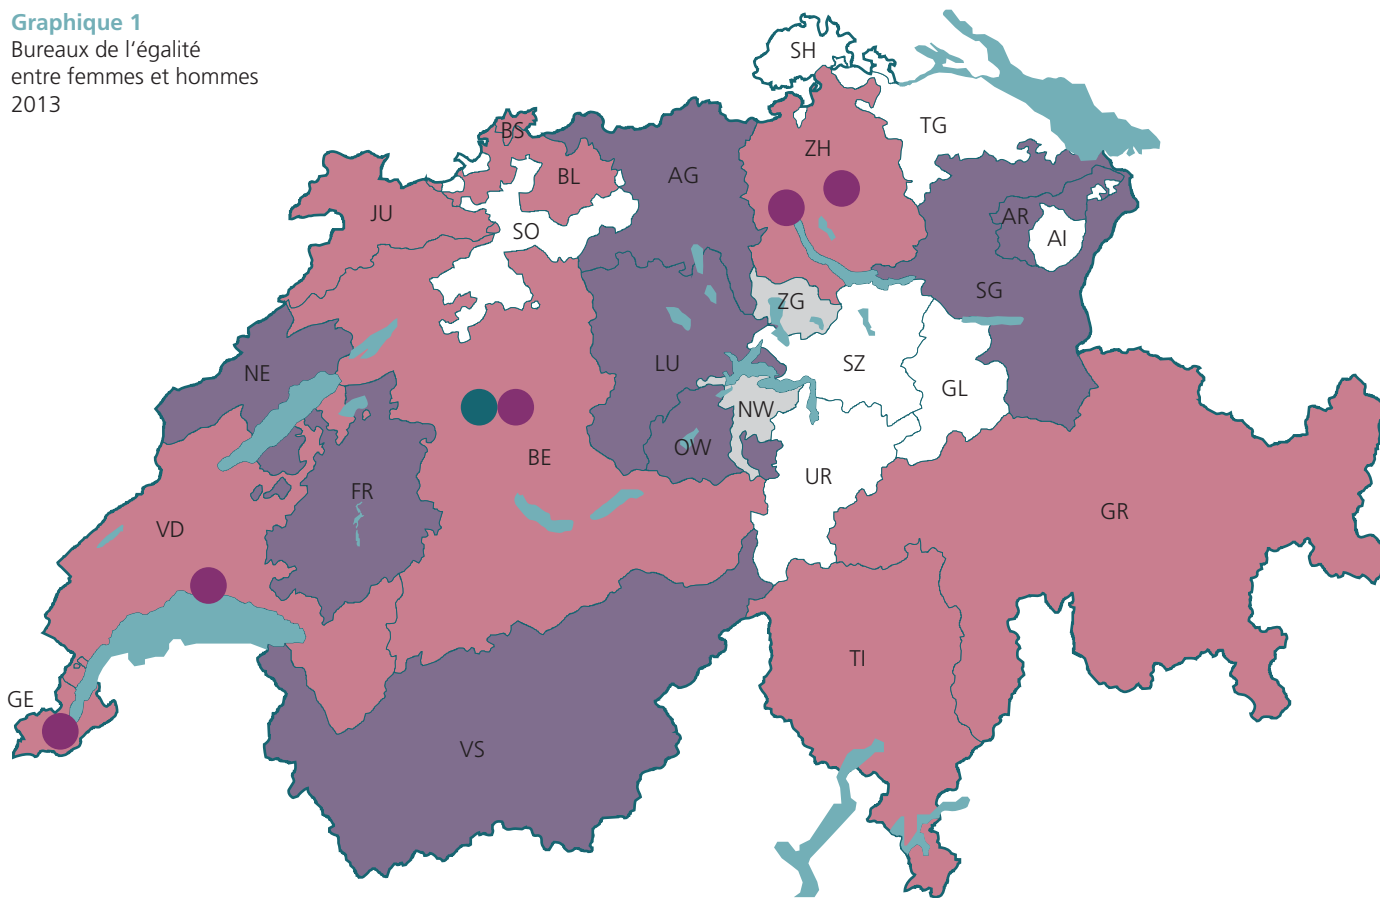 Graphique 1
Bureaux de l'égalité
entre femmes et hommes
2013
SH
BS
TG
ZH
BL
AG
JU
AR
SO
AI
SG
ZG
NE
LU
SZ
GL
NW
OW
BE
UR
FR
GR
VD
TI
GE
VS